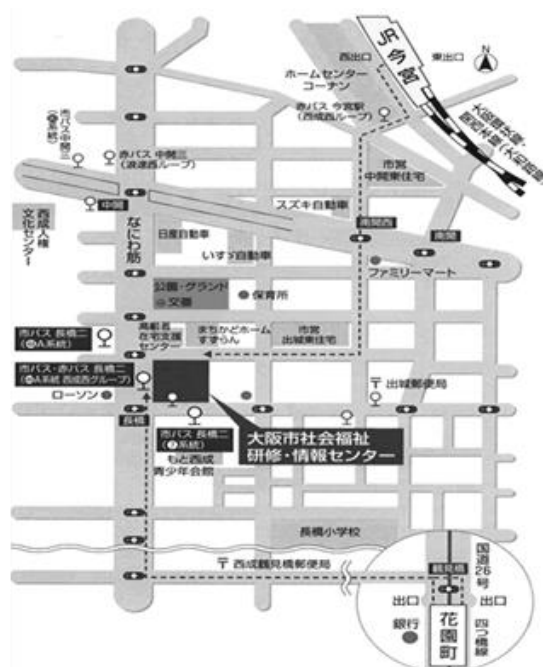 JR今宮
西出口
東出口
N
ホームセンター
コーナン
大阪環状線・
赤バス 今宮駅
(西成西ループ)
市バス中開三
赤バス 中開三
(浪速西ループ)
市営
中開東住宅
スズキ自動車
中開
西成人権
文化センター
なにわ筋
日産自動車
南開西
南開
いすゞ自動車
ファミリーマート
公園・グランド
交番
保育所
高齢者
在宅支援
センター
まちかどホーム
すずらん
市営
出城東住宅
市バス 長橋二
市バス・赤バス 長橋二
ローソン
〒出城郵便局
長橋
市バス 長橋二
(❼系統)
大阪市社会福祉
研修・情報センター
もと西成
青少年会館
長橋小学校
〒西成鶴見橋郵便局
国道26号
鶴見橋
出口
出口
銀行
花園町
四つ橋線